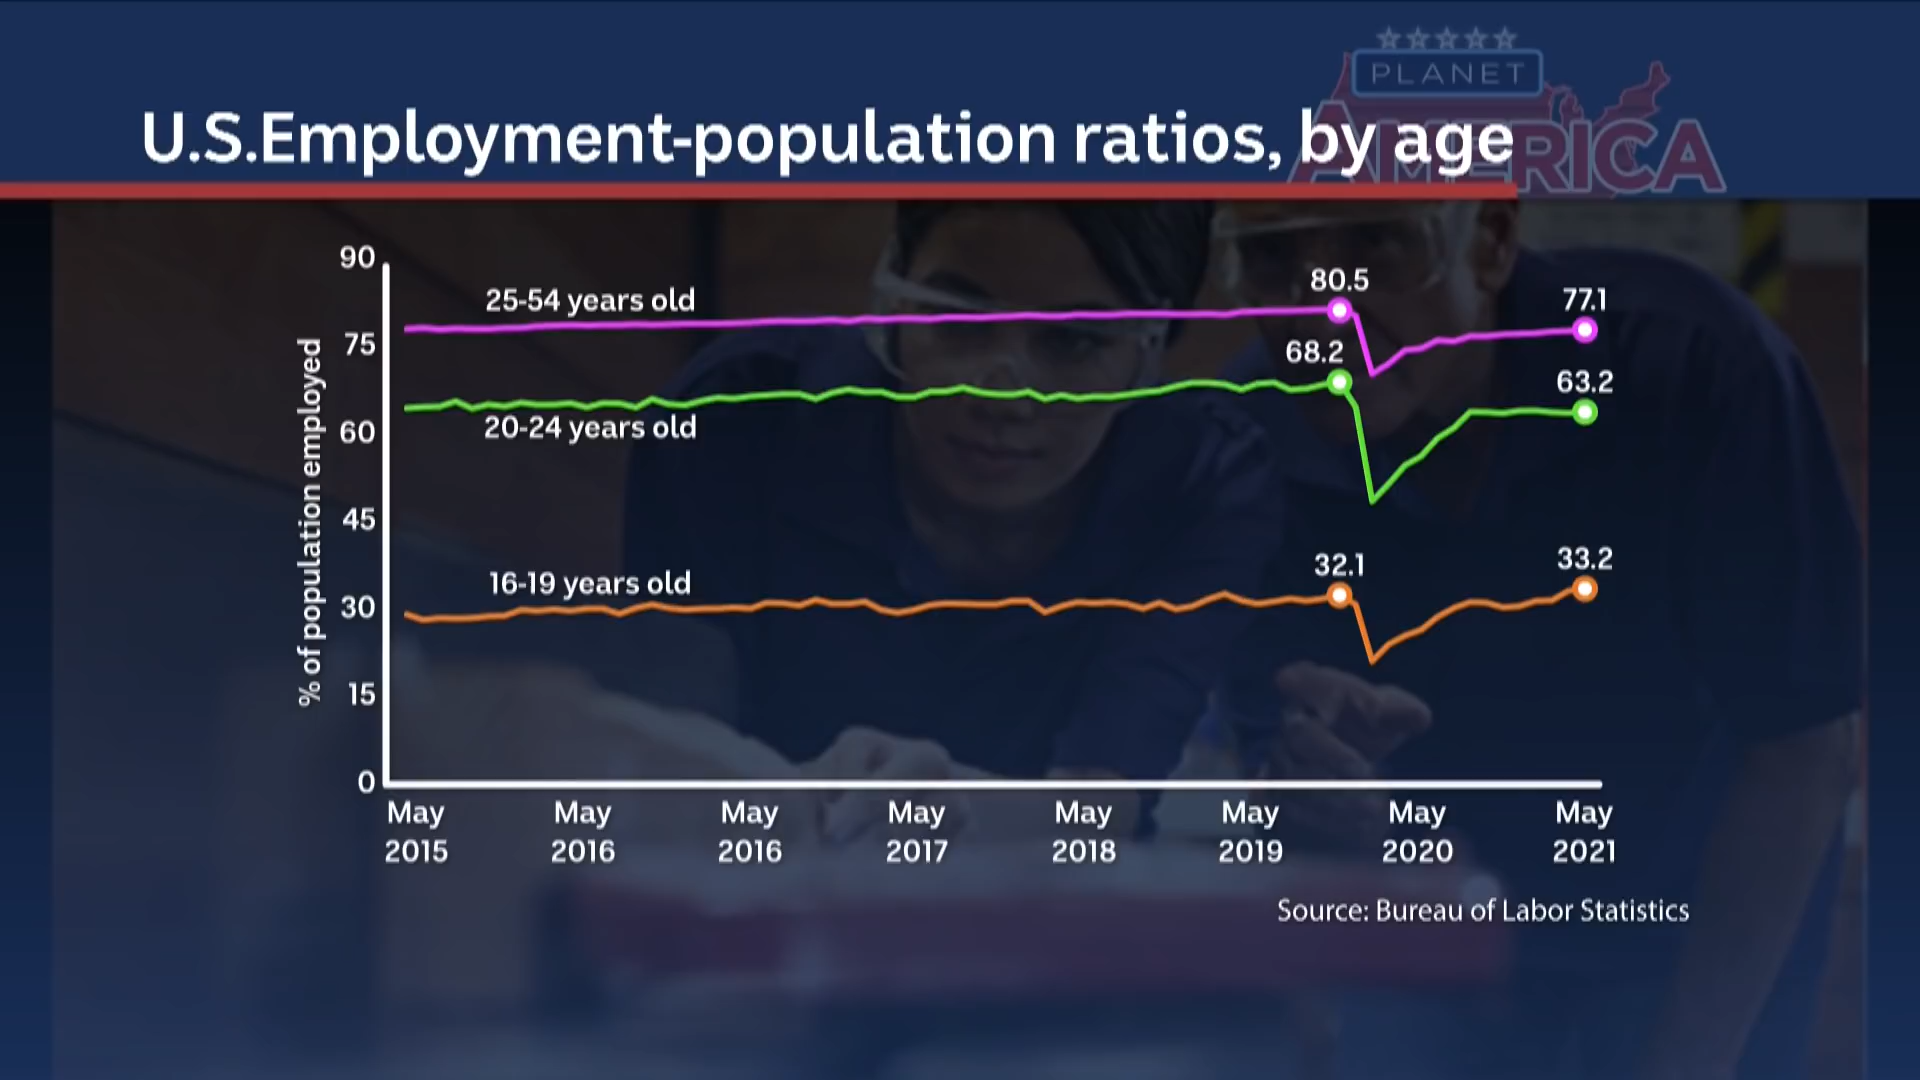 PLANET
AMERICA
U.S.Employment-population ratios, by age
% of population employed
90
75
60
45
30
15
0
25-54 years old
80.5
77.1
20-24 years old
68.2
63.2
16-19 years old
32.1
33.2
May 2015
May 2016
May 2016
May 2017
May 2018
May 2019
May 2020
May 2021
Source: Bureau of Labor Statistics